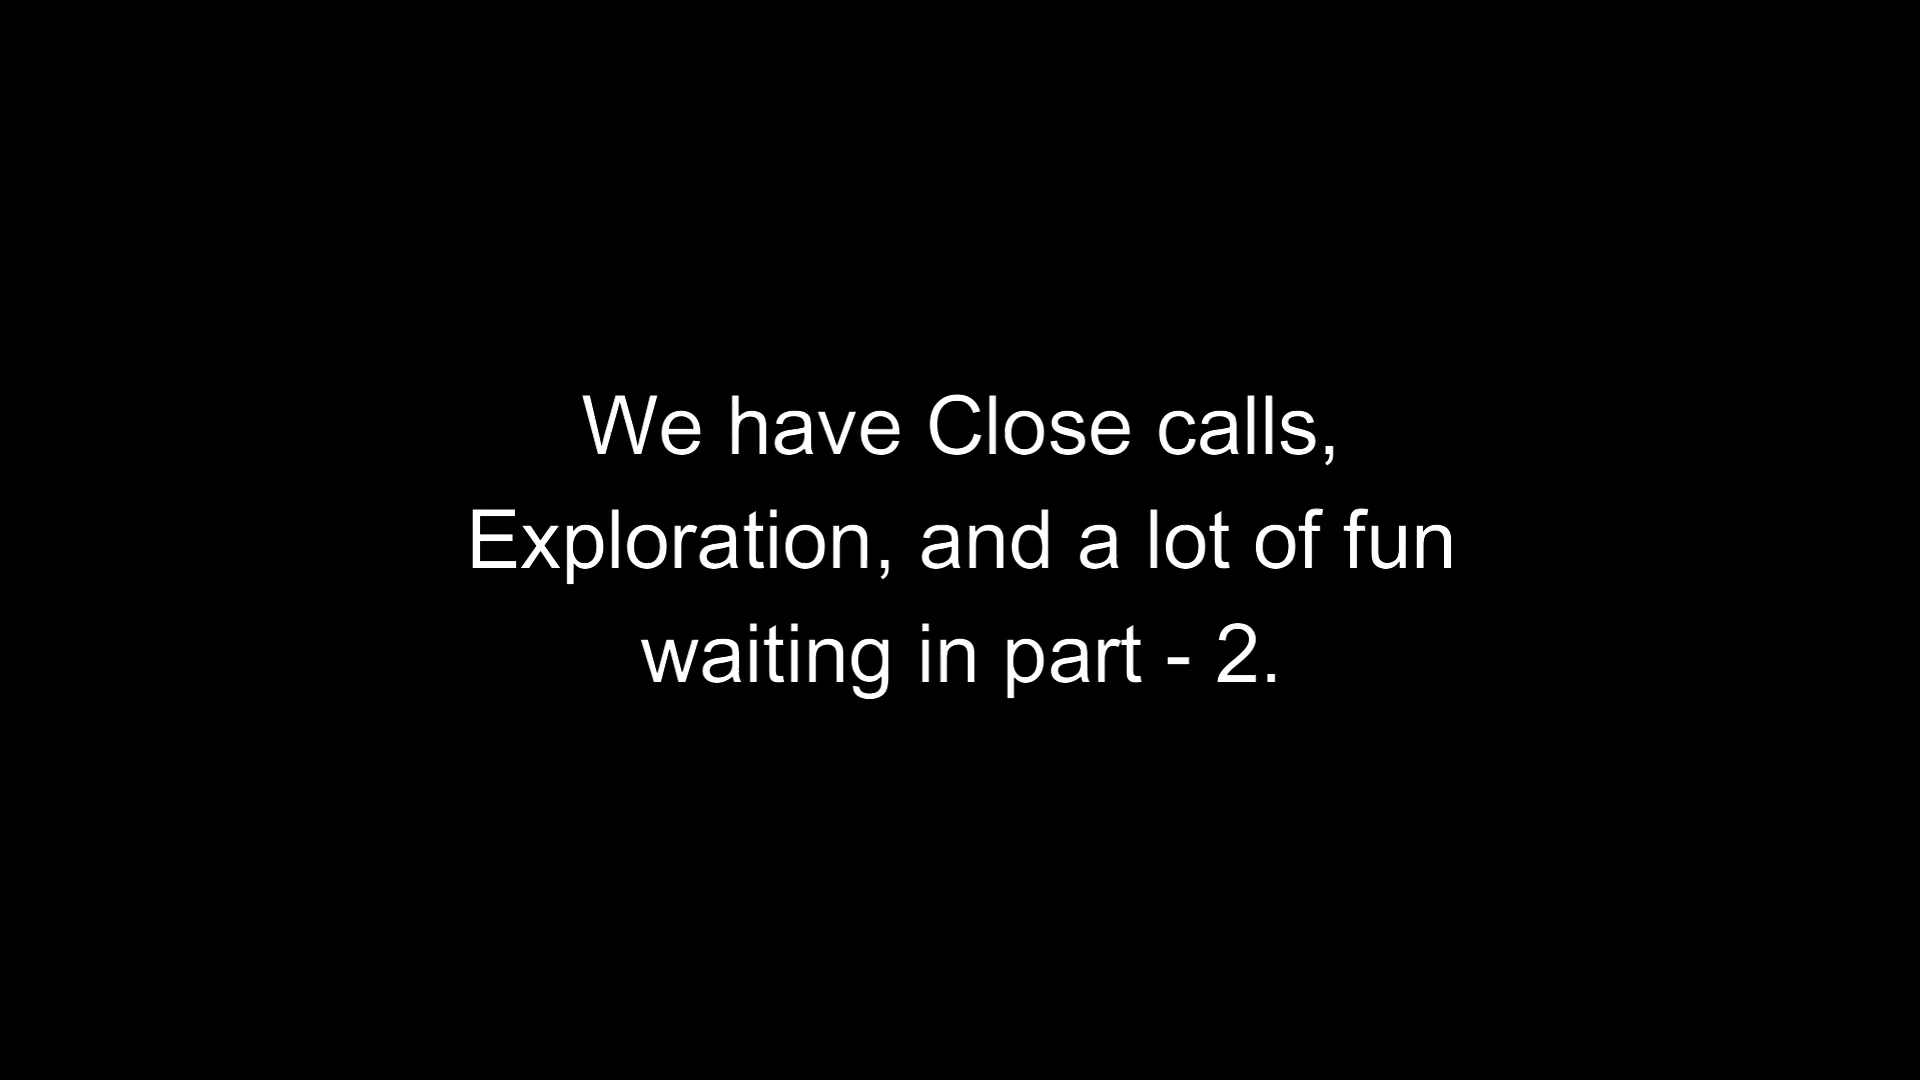 We have Close calls,
Exploration, and a lot of fun
waiting in part - 2.